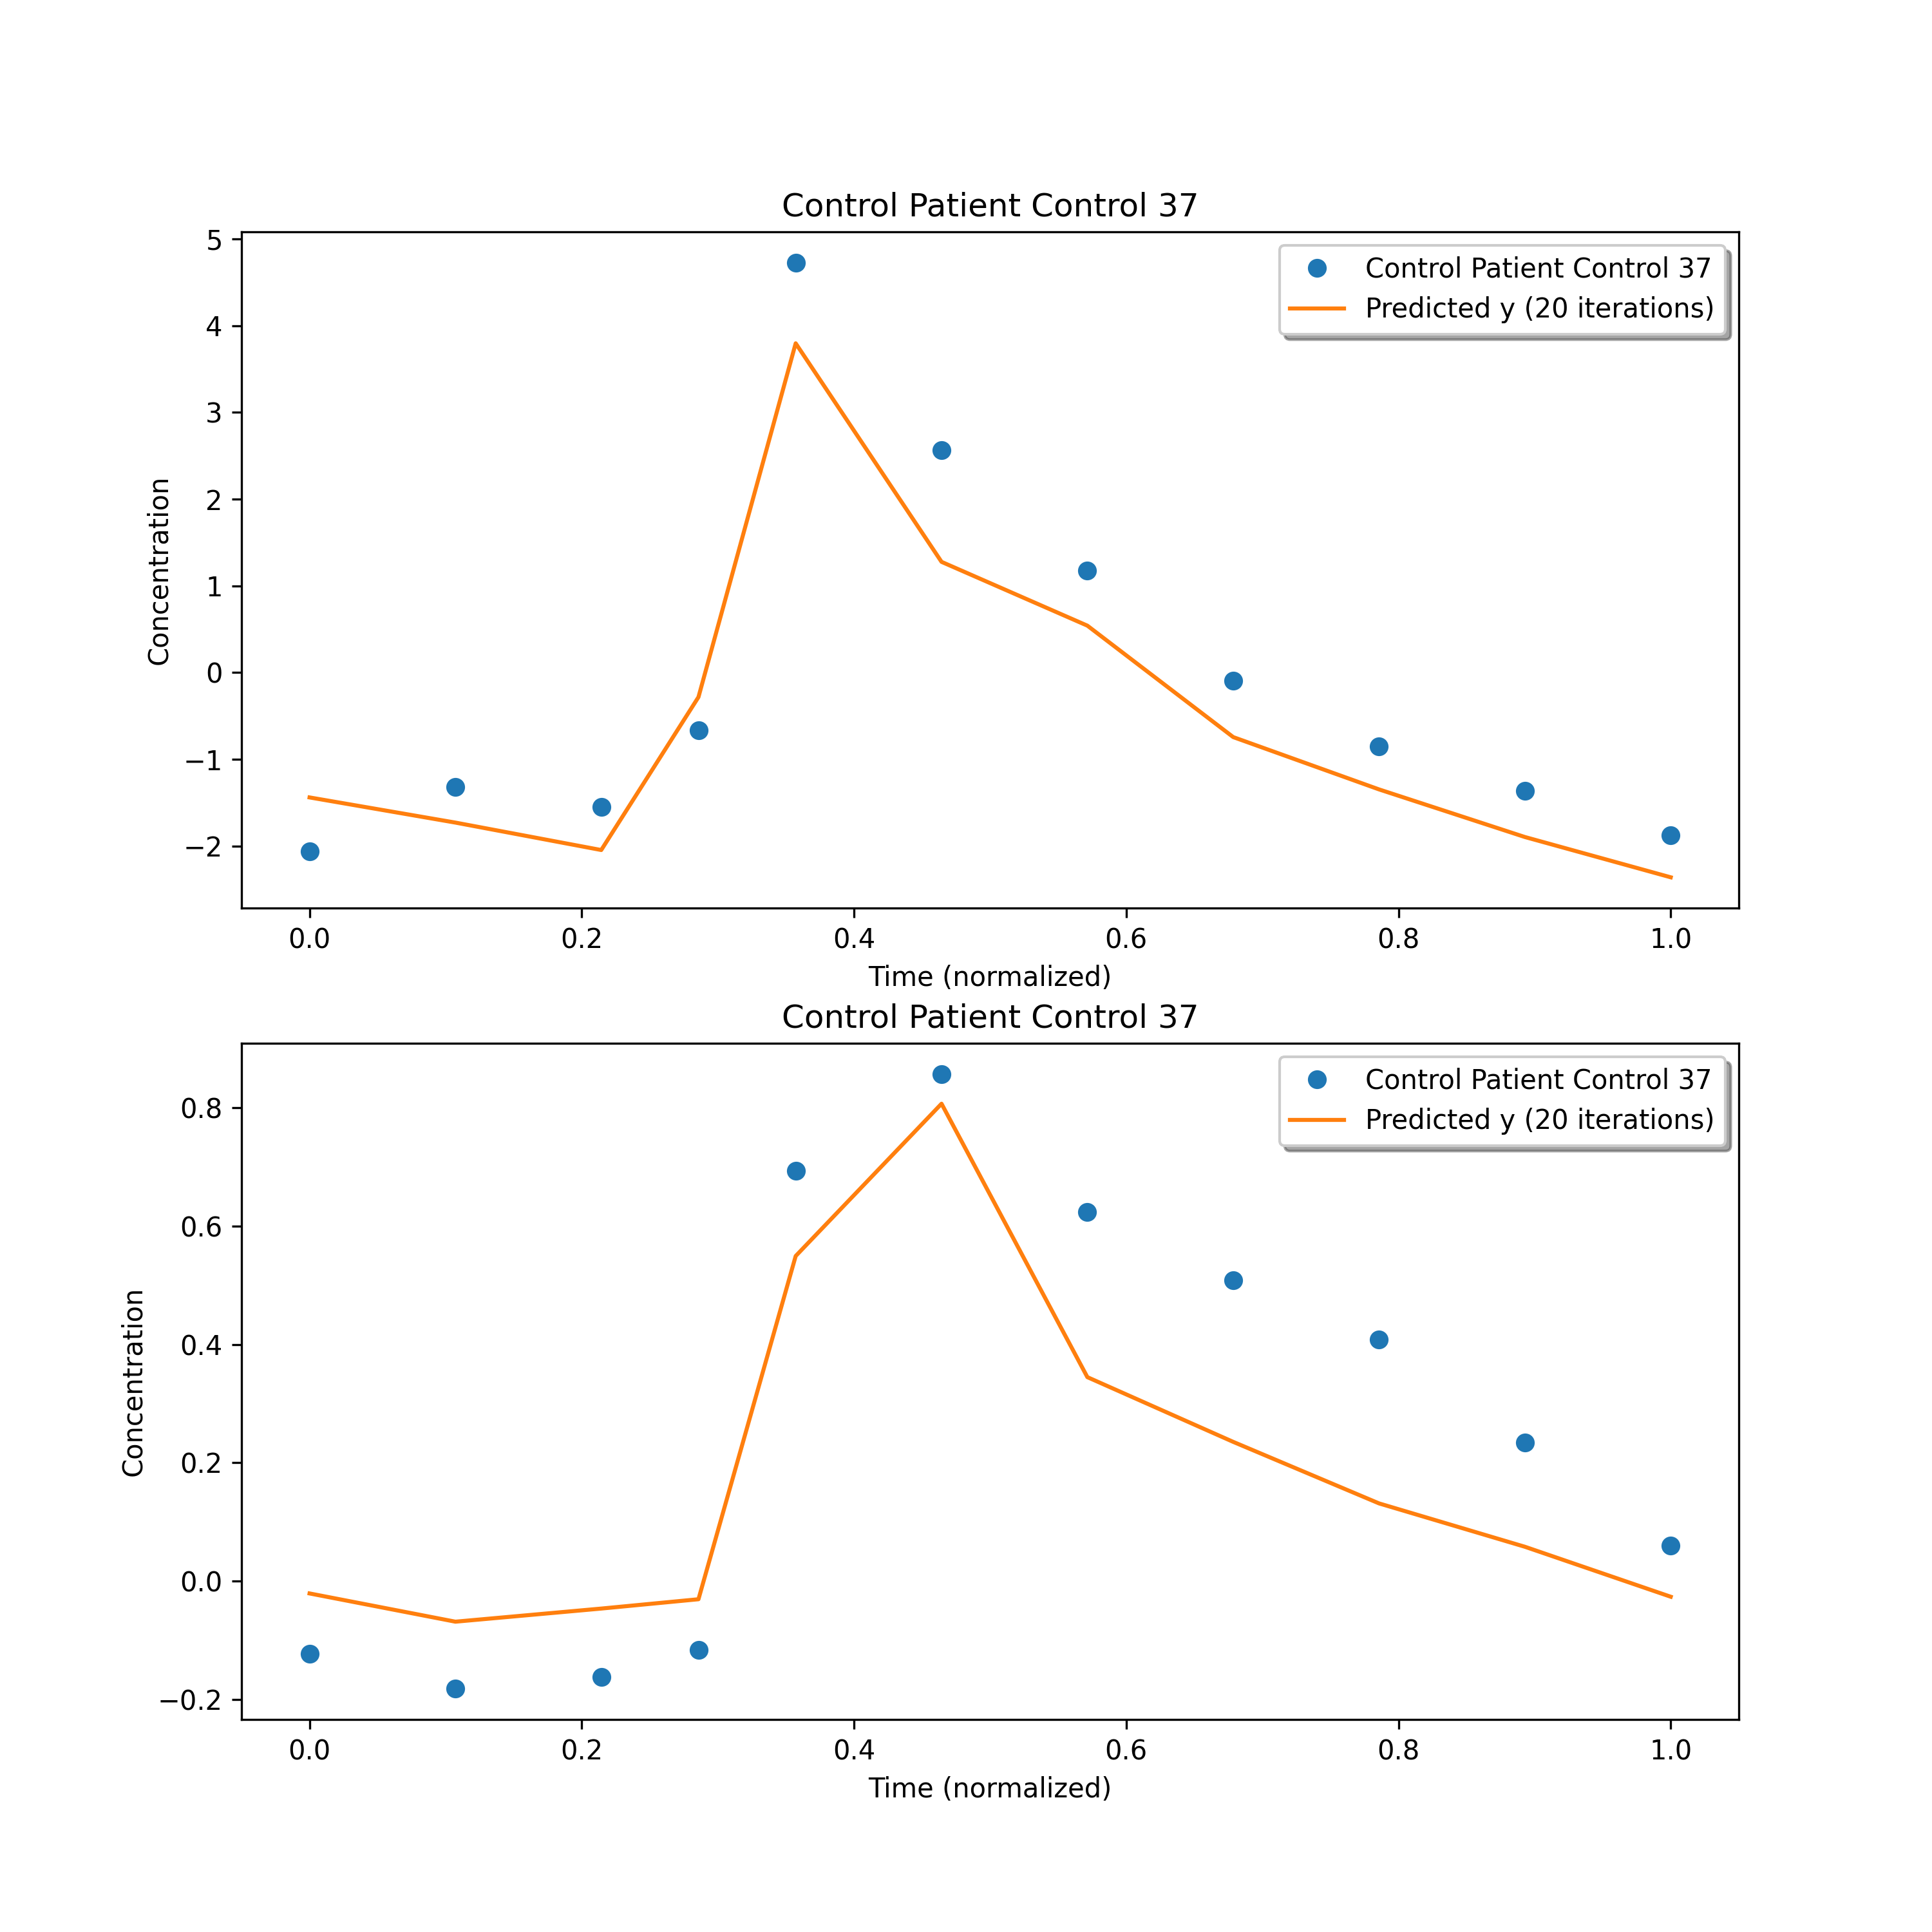 Control Patient Control 37
Control Patient Control 37
Predicted y (20 iterations)
5
4
3
2
1
0
−1
−2
Concentration
0.0 0.2 0.4 0.6 0.8 1.0
Time (normalized)
Control Patient Control 37
Control Patient Control 37
Predicted y (20 iterations)
0.8
0.6
0.4
0.2
0.0
−0.2
Concentration
0.0 0.2 0.4 0.6 0.8 1.0
Time (normalized)